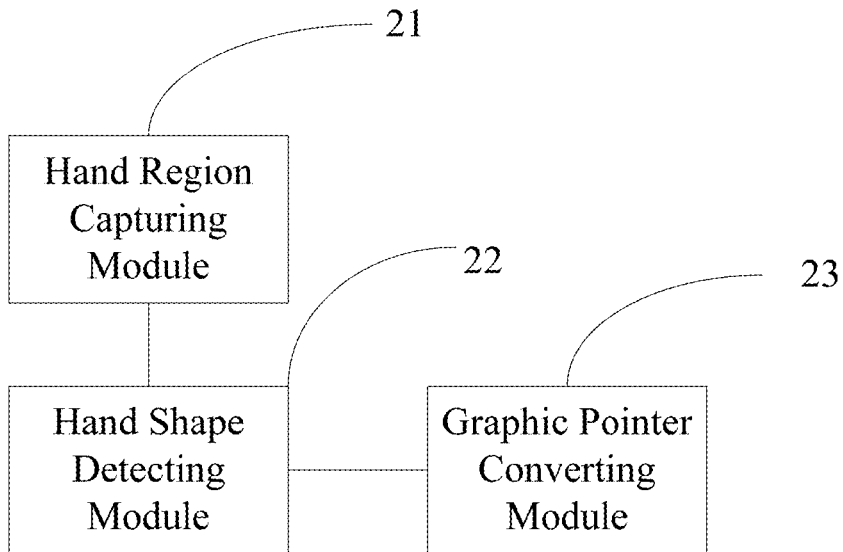 21
Hand Region
Capturing
Module
22
23
Hand Shape
Detecting
Module
Graphic Pointer
Converting
Module